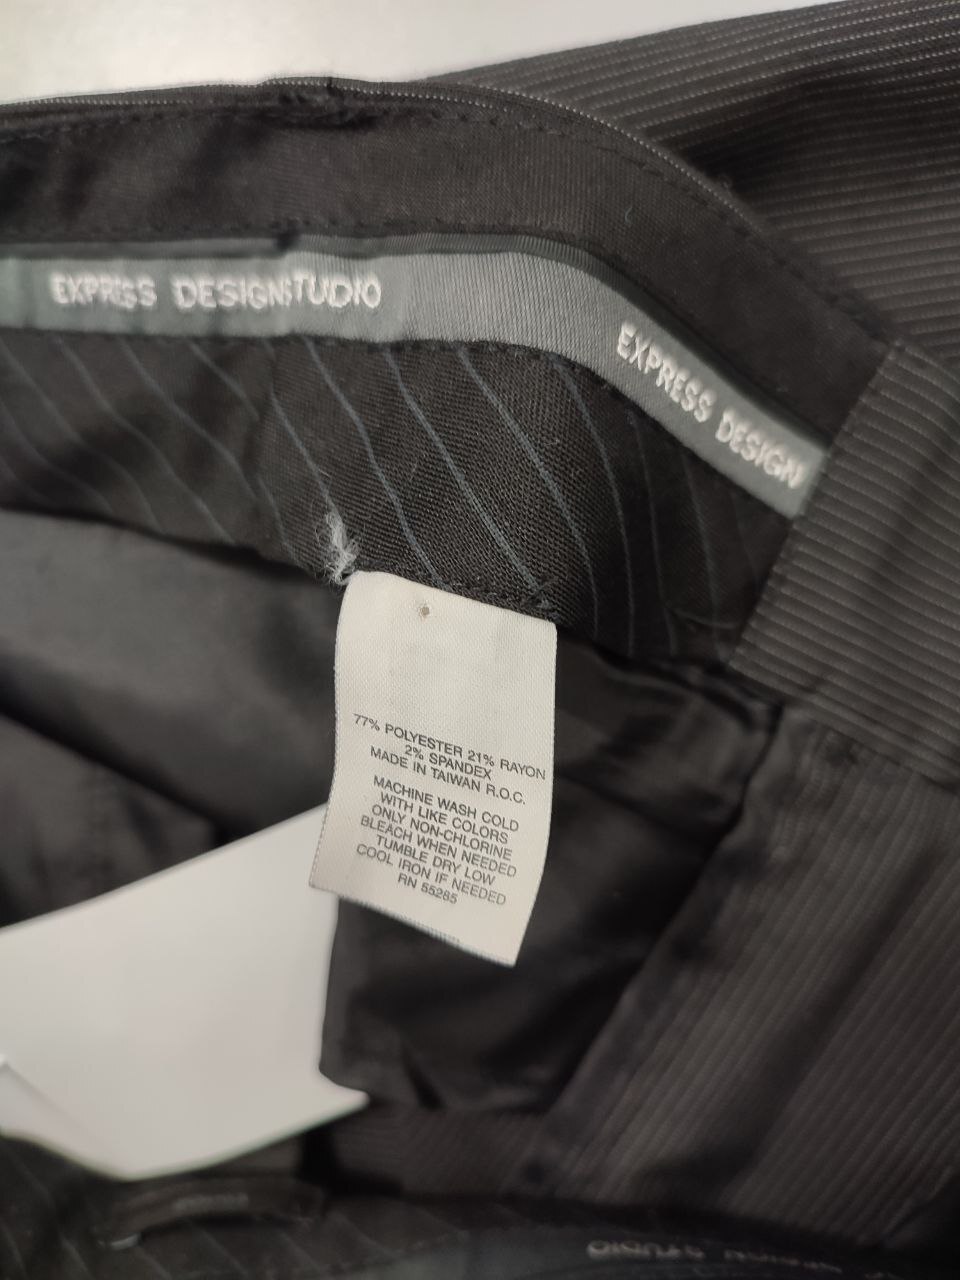 EXPRESS DESIGNSTUDIO
EXPRESS DESIGN
77% POLYESTER 21% RAYON
2% SPANDEX
MADE IN TAIWAN R.O.C.
MACHINE WASH COLD
WITH LIKE COLORS
ONLY NON-CHLORINE
BLEACH WHEN NEEDED
TUMBLE DRY LOW
COOL IRON IF NEEDED
RN 55285
STUDIO